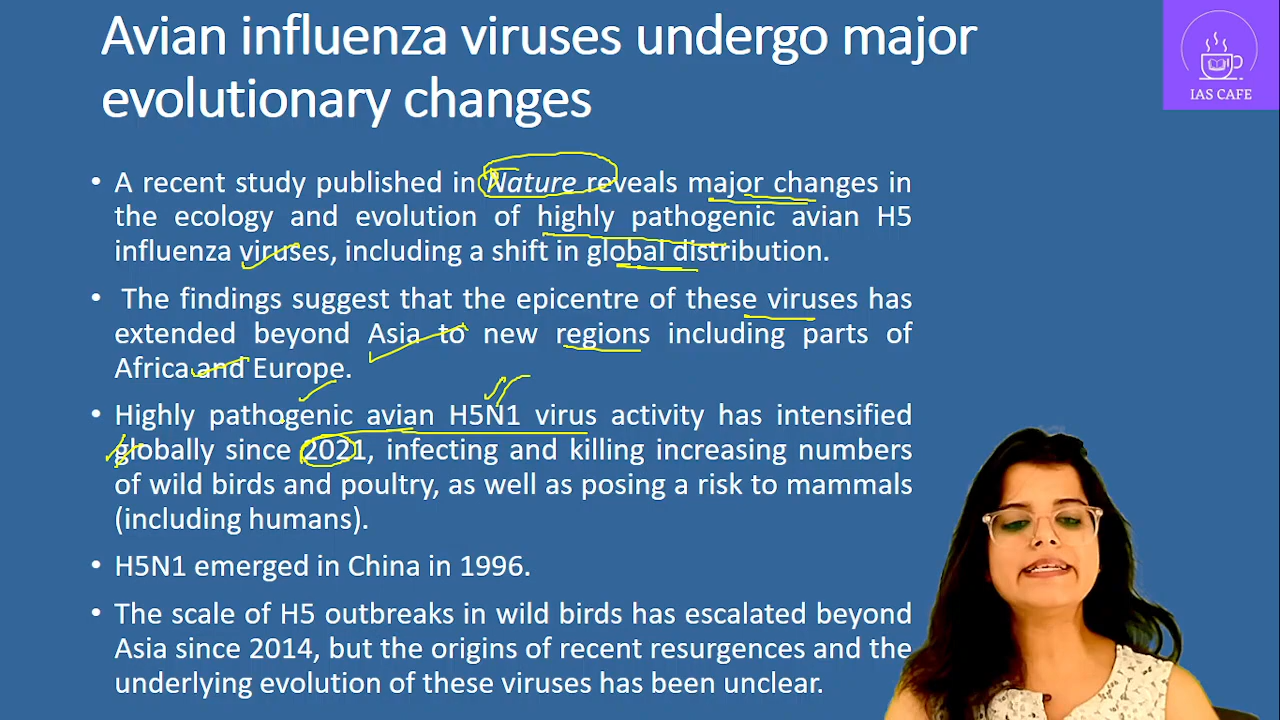 Avian influenza viruses undergo major
evolutionary changes
IAS CAFE
• A recent study published in Nature reveals major changes in
the ecology and evolution of highly pathogenic avian H5
influenza viruses, including a shift in global distribution.
• The findings suggest that the epicentre of these viruses has
extended beyond Asia to new regions including parts of
Africa and Europe.
• Highly pathogenic avian H5N1 virus activity has intensified
globally since 2021, infecting and killing increasing numbers
of wild birds and poultry, as well as posing a risk to mammals
(including humans).
• H5N1 emerged in China in 1996.
• The scale of H5 outbreaks in wild birds has escalated beyond
Asia since 2014, but the origins of recent resurgences and the
underlying evolution of these viruses has been unclear.